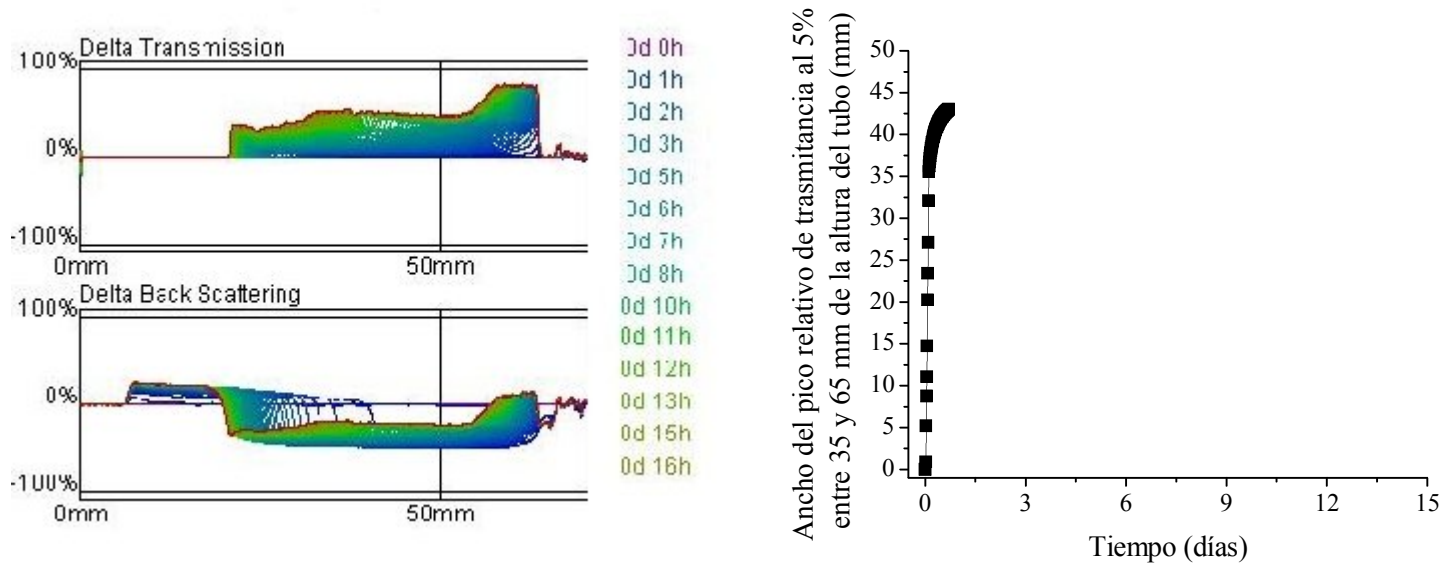 Delta Transmission
100%
0%
-100%
0mm
50mm
Delta Back Scattering
100%
0%
-100%
0mm
50mm
0d 0h
0d 1h
0d 2h
0d 3h
0d 5h
0d 6h
0d 7h
0d 8h
0d 10h
0d 11h
0d 12h
0d 13h
0d 15h
0d 16h
Ancho del pico relativo de trasmitancia al 5%
entre 35 y 65 mm de la altura del tubo (mm)
50
45
40
35
30
25
20
15
10
5
0
0
3
6
9
12
15
Tiempo (días)